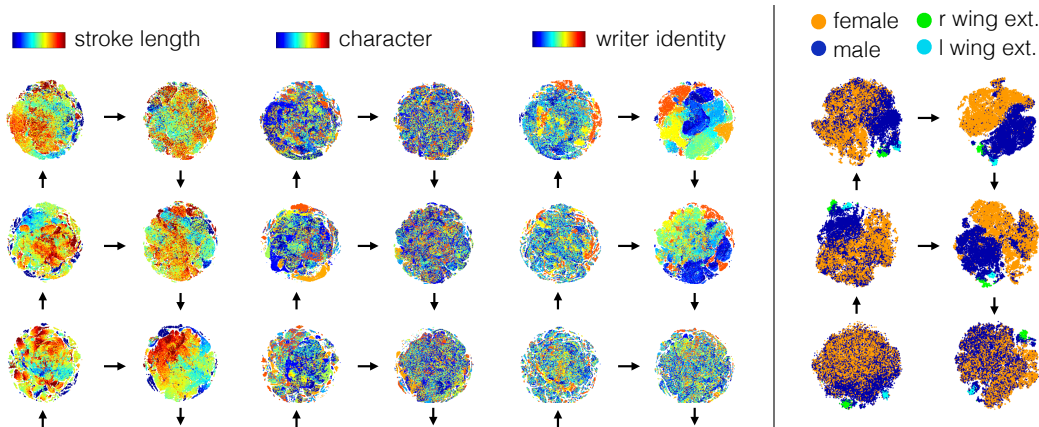 stroke length
character
writer identity
female
r wing ext.
male
l wing ext.